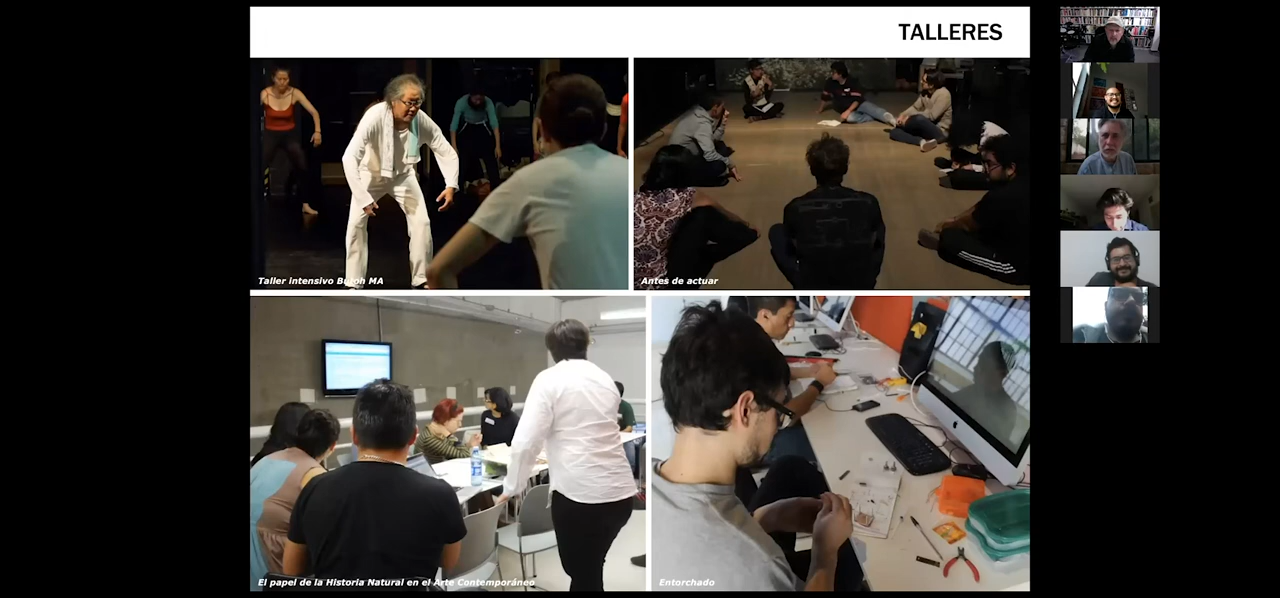 TALLERES
Taller intensivo Butoh MA
Antes de actuar
El papel de la Historia Natural en el Arte Contemporáneo
Entorchado